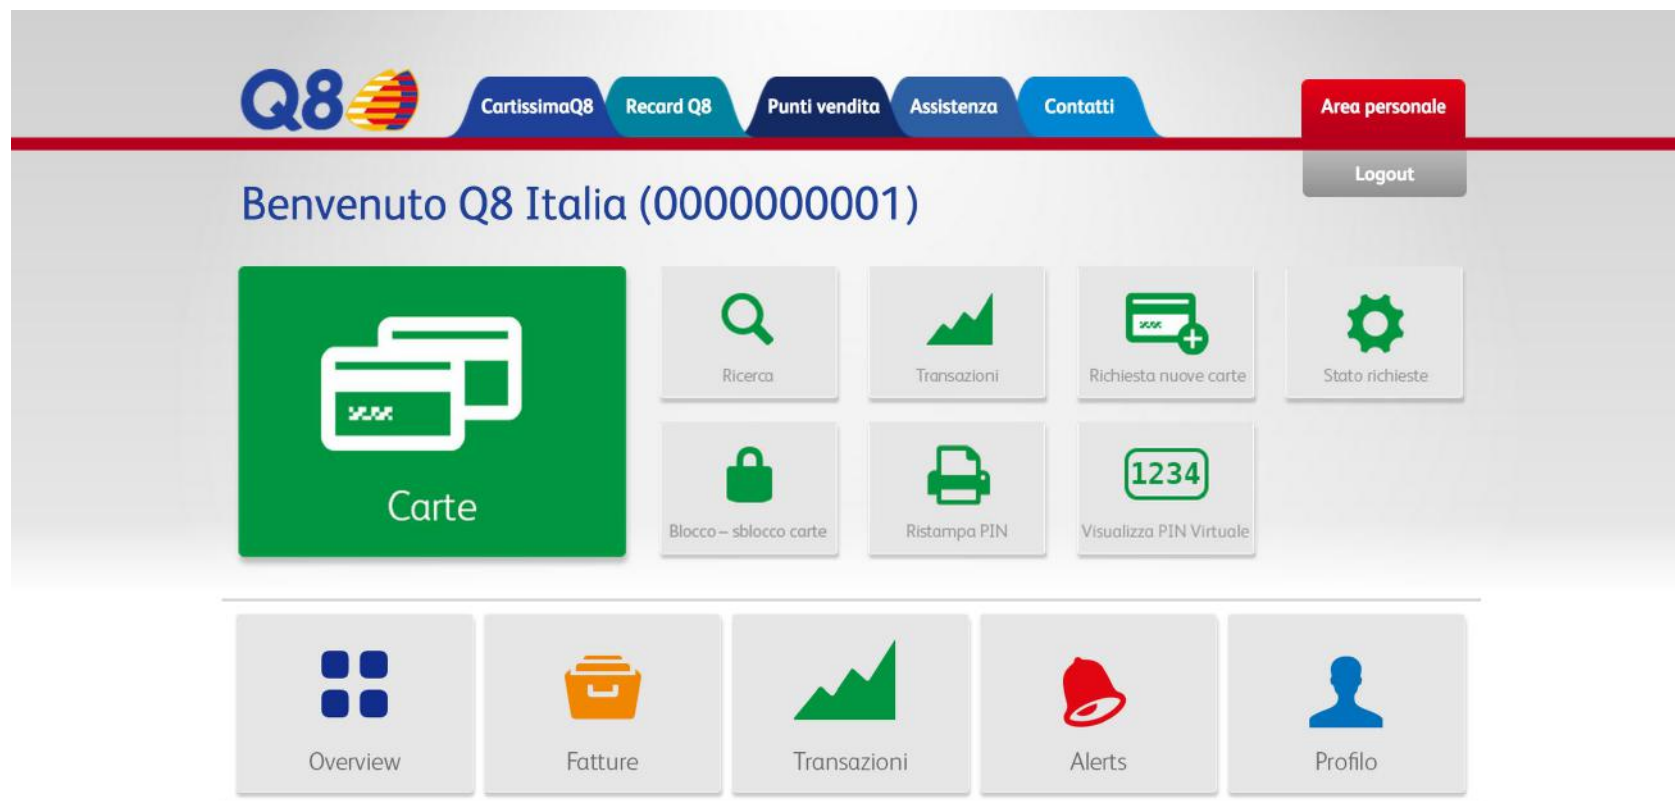 Q8
CartissimaQ8
Recard Q8
Punti vendita
Assistenza
Contatti
Area personale
Logout
Benvenuto Q8 Italia (0000000001)
Carte
Ricerca
Transazioni
Richiesta nuove carte
Stato richieste
Blocco – sblocco carte
Ristampa PIN
1234
Visualizza PIN Virtuale
Overview
Fatture
Transazioni
Alerts
Profilo